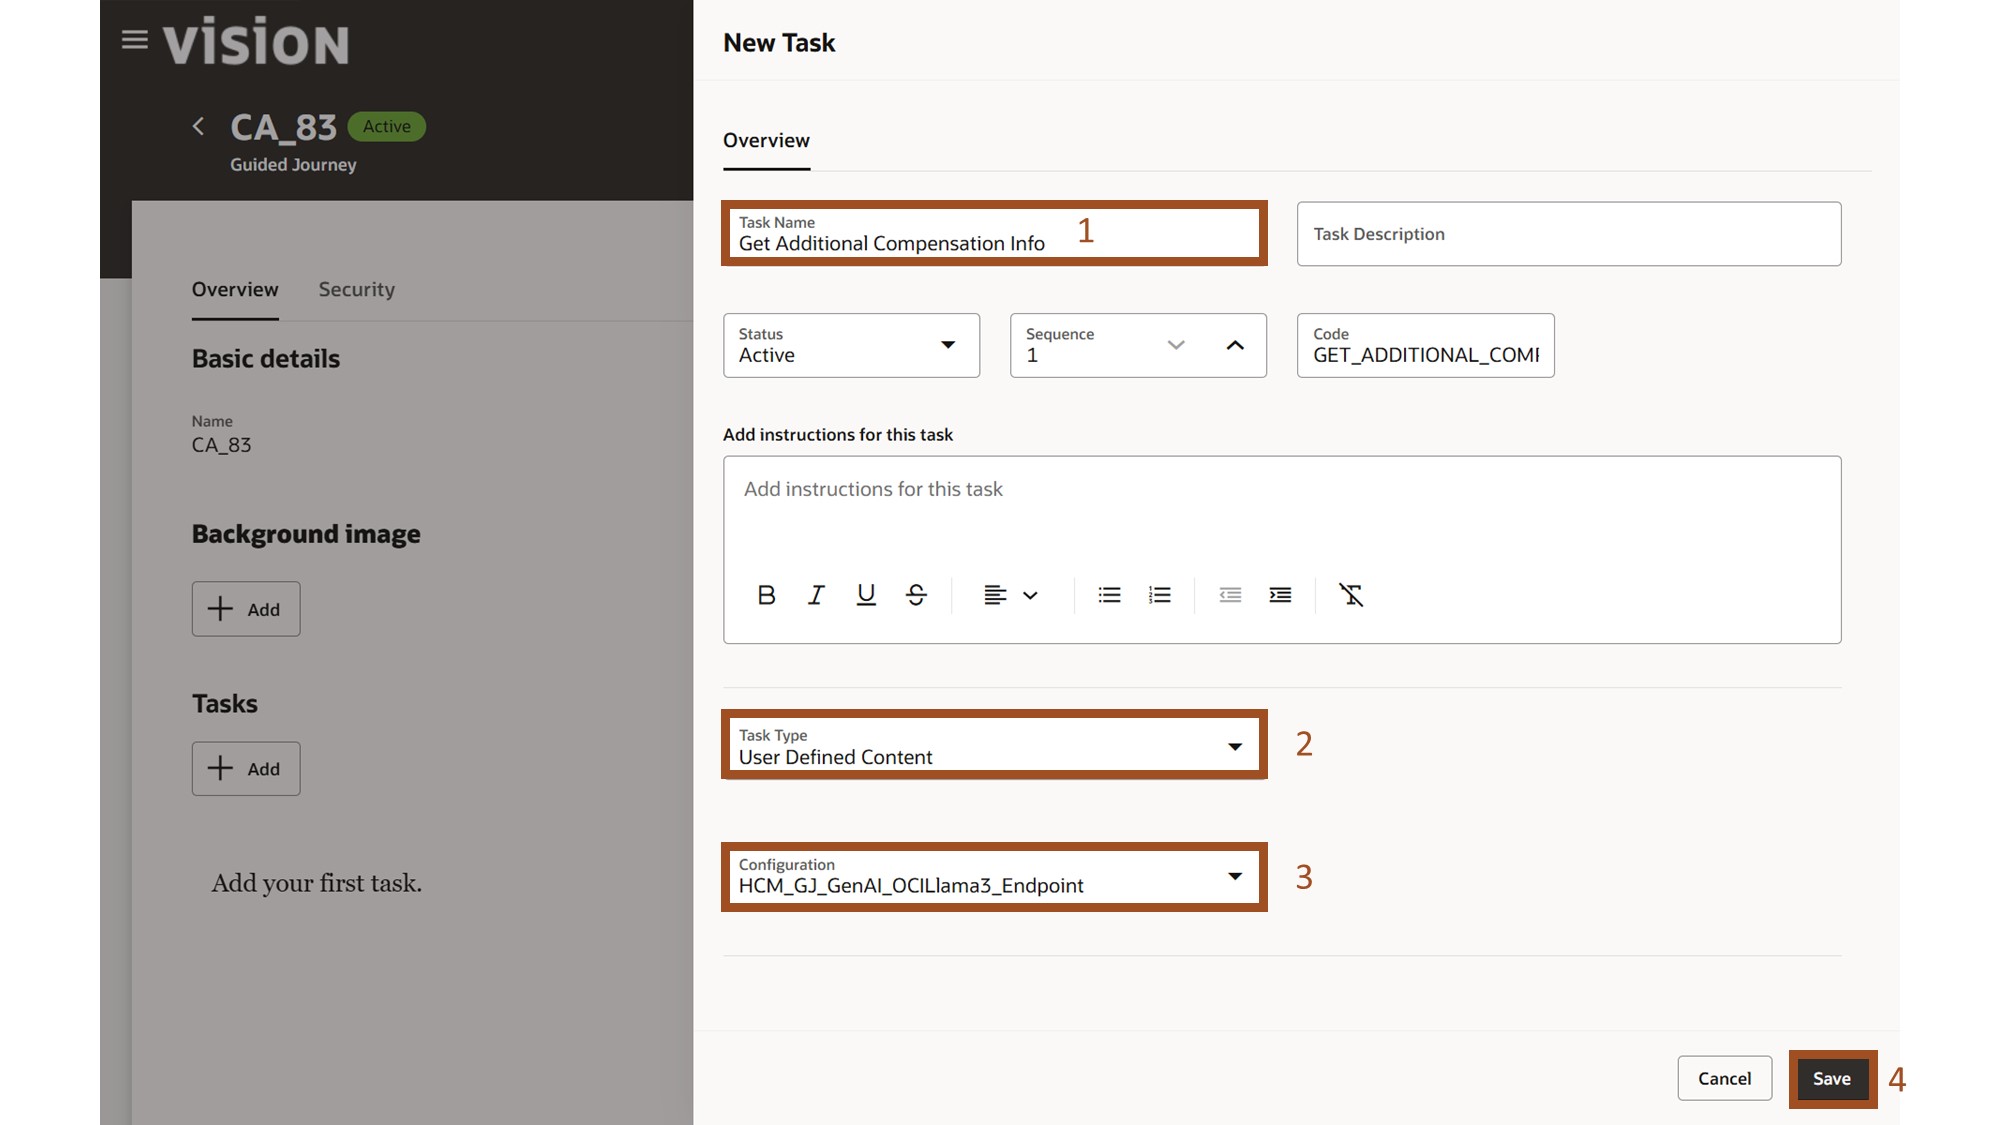 vision
CA_83 Active
Guided Journey
Overview Security
Basic details
Name
CA_83
Background image
Add
Tasks
Add
Add your first task.
New Task
Overview
Task Name
Get Additional Compensation Info
1
Task Description
Status
Active
Sequence
1
Code
GET_ADDITIONAL_COMP
Add instructions for this task
Add instructions for this task
B I U S
Task Type
User Defined Content
2
Configuration
HCM_GJ_GenAI_OCILlama3_Endpoint
3
Cancel Save 4